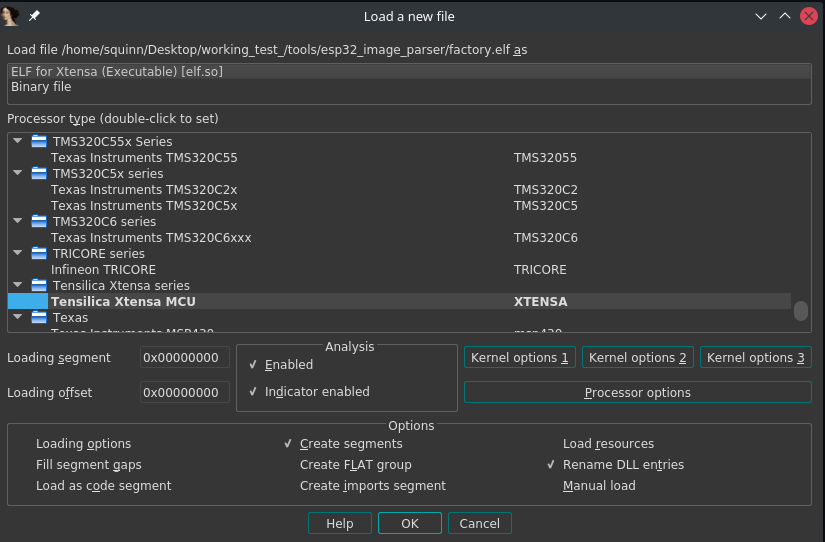 Load a new file
Load file /home/squinn/Desktop/working_test_/tools/esp32_image_parser/factory.elf as
ELF for Xtensa (Executable) [elf.so]
Binary file
Processor type (double-click to set)
TMS320C55x Series
Texas Instruments TMS320C55 TMS32055
TMS320C5x series
Texas Instruments TMS320C2x TMS320C2
Texas Instruments TMS320C5x TMS320C5
TMS320C6 series
Texas Instruments TMS320C6xxx TMS320C6
TRICORE series
Infineon TRICORE TRICORE
Tensilica Xtensa series
Tensilica Xtensa MCU XTENSA
Texas
Texas Instruments MSP430 msp430
Loading segment 0x00000000
Loading offset 0x00000000
Analysis
Enabled
Indicator enabled
Kernel options 1 Kernel options 2 Kernel options 3
Processor options
Options
Loading options Create segments Load resources
Fill segment gaps Create FLAT group Rename DLL entries
Load as code segment Create imports segment Manual load
Help OK Cancel